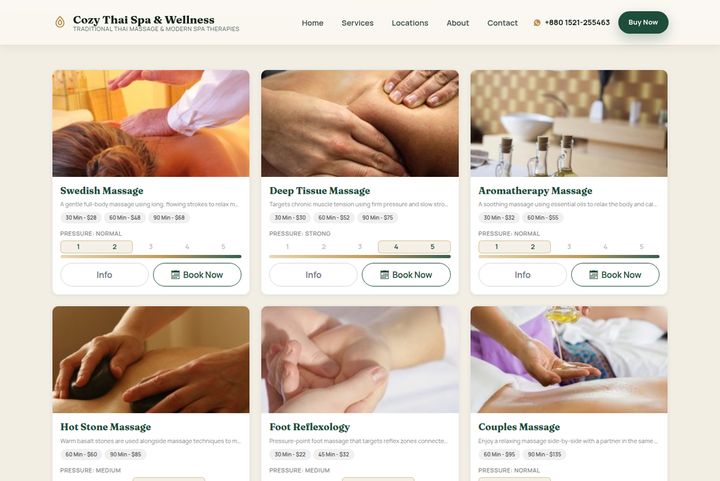 Cozy Thai Spa & Wellness
TRADITIONAL THAI MASSAGE & MODERN SPA THERAPIES
Home Services Locations About Contact +880 1521-255463 Buy Now
Swedish Massage
A gentle full-body massage using long, flowing strokes to relax m...
30 Min - $28 60 Min - $48 90 Min - $68
PRESSURE: NORMAL
1 2 3 4 5
Info Book Now
Deep Tissue Massage
Targets chronic muscle tension using firm pressure and slow stro...
30 Min - $30 60 Min - $52 90 Min - $75
PRESSURE: STRONG
1 2 3 4 5
Info Book Now
Aromatherapy Massage
A soothing massage using essential oils to relax the body and cal...
30 Min - $32 60 Min - $55
PRESSURE: NORMAL
1 2 3 4 5
Info Book Now
Hot Stone Massage
Warm basalt stones are used alongside massage techniques to m...
60 Min - $60 90 Min - $85
PRESSURE: MEDIUM
Foot Reflexology
Pressure-point foot massage that targets reflex zones connecte...
30 Min - $22 45 Min - $32
PRESSURE: MEDIUM
Couples Massage
Enjoy a relaxing massage side-by-side with a partner in the same ...
60 Min - $95 90 Min - $135
PRESSURE: NORMAL